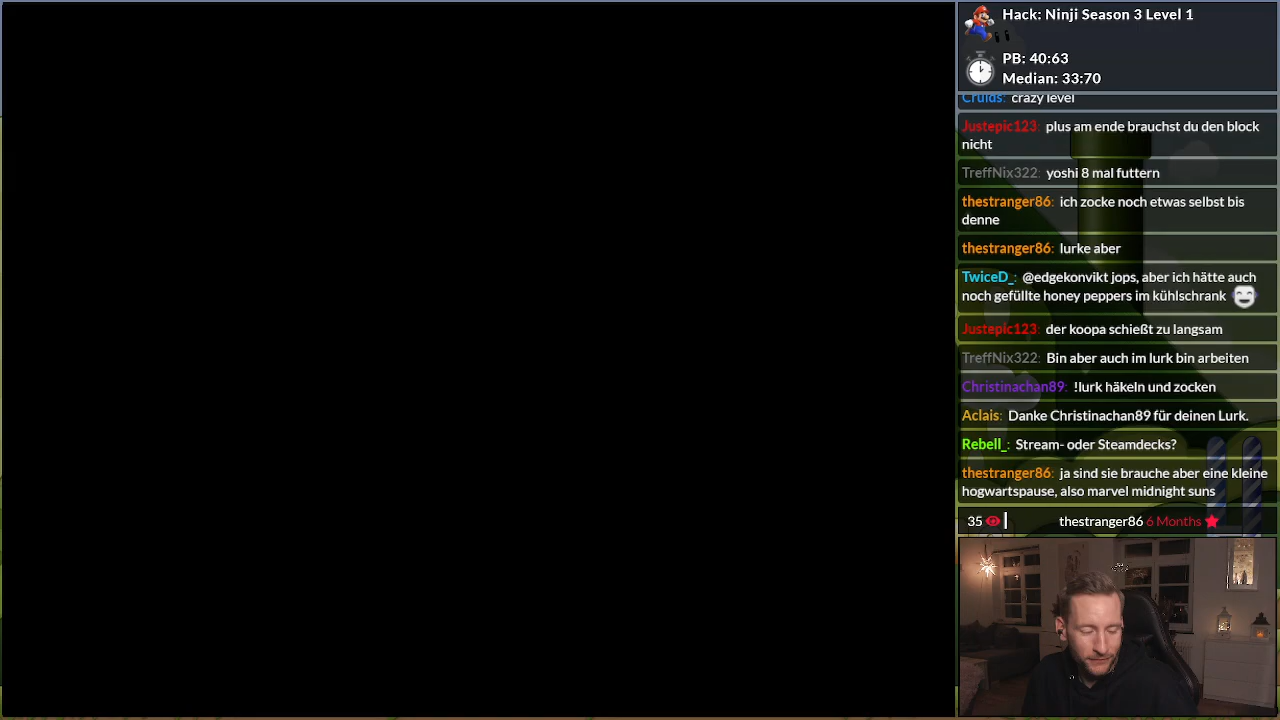 Hack: Ninji Season 3 Level 1
PB: 40:63
Median: 33:70
Cruids: crazy level
Justepic123: plus am ende brauchst du den block
nicht
TreffNix322: yoshi 8 mal futtern
thestranger86: ich zocke noch etwas selbst bis
denne
thestranger86: lurke aber
TwiceD_: @edgekonvikt jops, aber ich hätte auch
noch gefüllte honey peppers im kühlschrank
Justepic123: der koopa schießt zu langsam
TreffNix322: Bin aber auch im lurk bin arbeiten
Christinachan89: !lurk häkeln und zocken
Aclais: Danke Christinachan89 für deinen Lurk.
Rebell_: Stream- oder Steamdecks?
thestranger86: ja sind sie brauche aber eine kleine
hogwartspause, also marvel midnight suns
35 thestranger86 6 Months